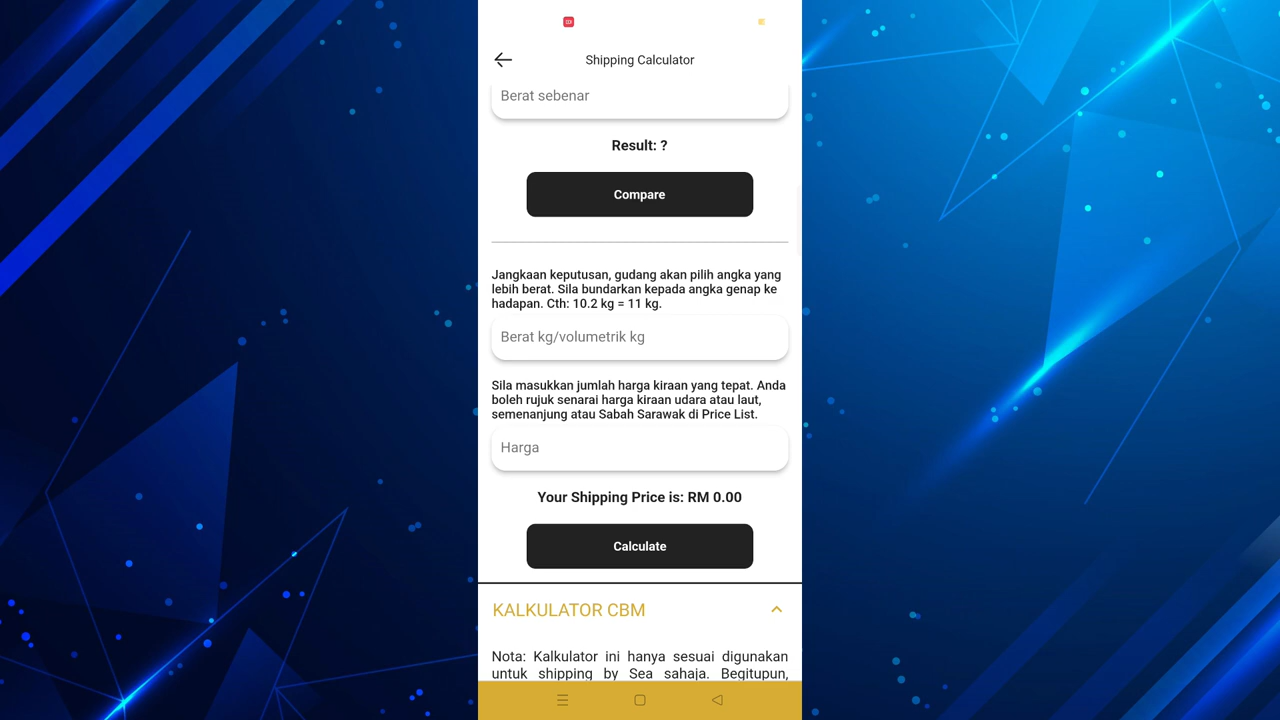 Shipping Calculator
Berat sebenar
Result: ?
Compare
Jangkaan keputusan, gudang akan pilih angka yang
lebih berat. Sila bundarkan kepada angka genap ke
hadapan. Cth: 10.2 kg = 11 kg.
Berat kg/volumetrik kg
Sila masukkan jumlah harga kiraan yang tepat. Anda
boleh rujuk senarai harga kiraan udara atau laut,
semenanjung atau Sabah Sarawak di Price List.
Harga
Your Shipping Price is: RM 0.00
Calculate
KALKULATOR CBM
Nota: Kalkulator ini hanya sesuai digunakan
untuk shipping by Sea sahaja. Begitupun,